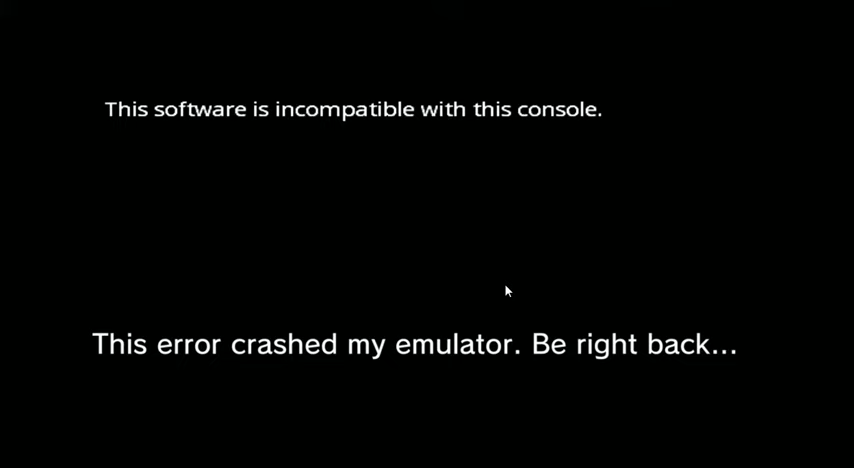 This software is incompatible with this console.
This error crashed my emulator. Be right back...